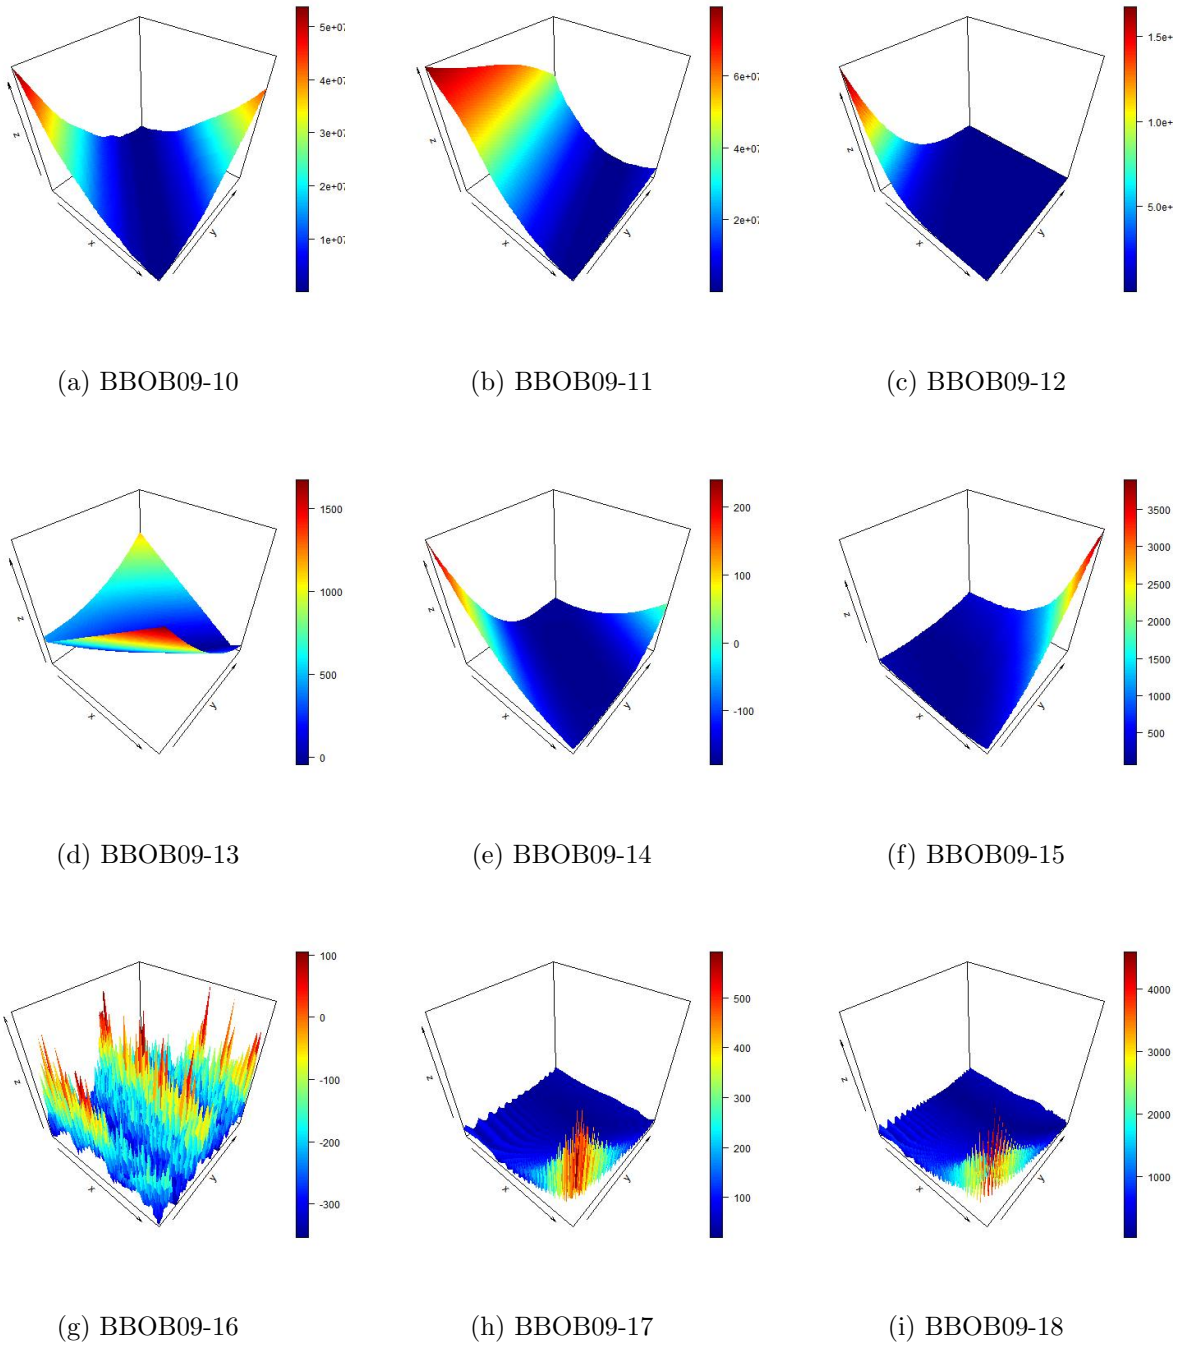 5e+07
4e+07
3e+07
2e+07
1e+07
z
x
y
(a) BBOB09-10
6e+07
4e+07
2e+07
z
x
y
(b) BBOB09-11
1.5e+
1.0e+
5.0e+
z
x
y
(c) BBOB09-12
1500
1000
500
0
z
x
y
(d) BBOB09-13
200
100
0
-100
z
x
y
(e) BBOB09-14
3500
3000
2500
2000
1500
1000
500
z
x
y
(f) BBOB09-15
100
0
-100
-200
-300
z
x
y
(g) BBOB09-16
500
400
300
200
100
z
x
y
(h) BBOB09-17
4000
3000
2000
1000
z
x
y
(i) BBOB09-18